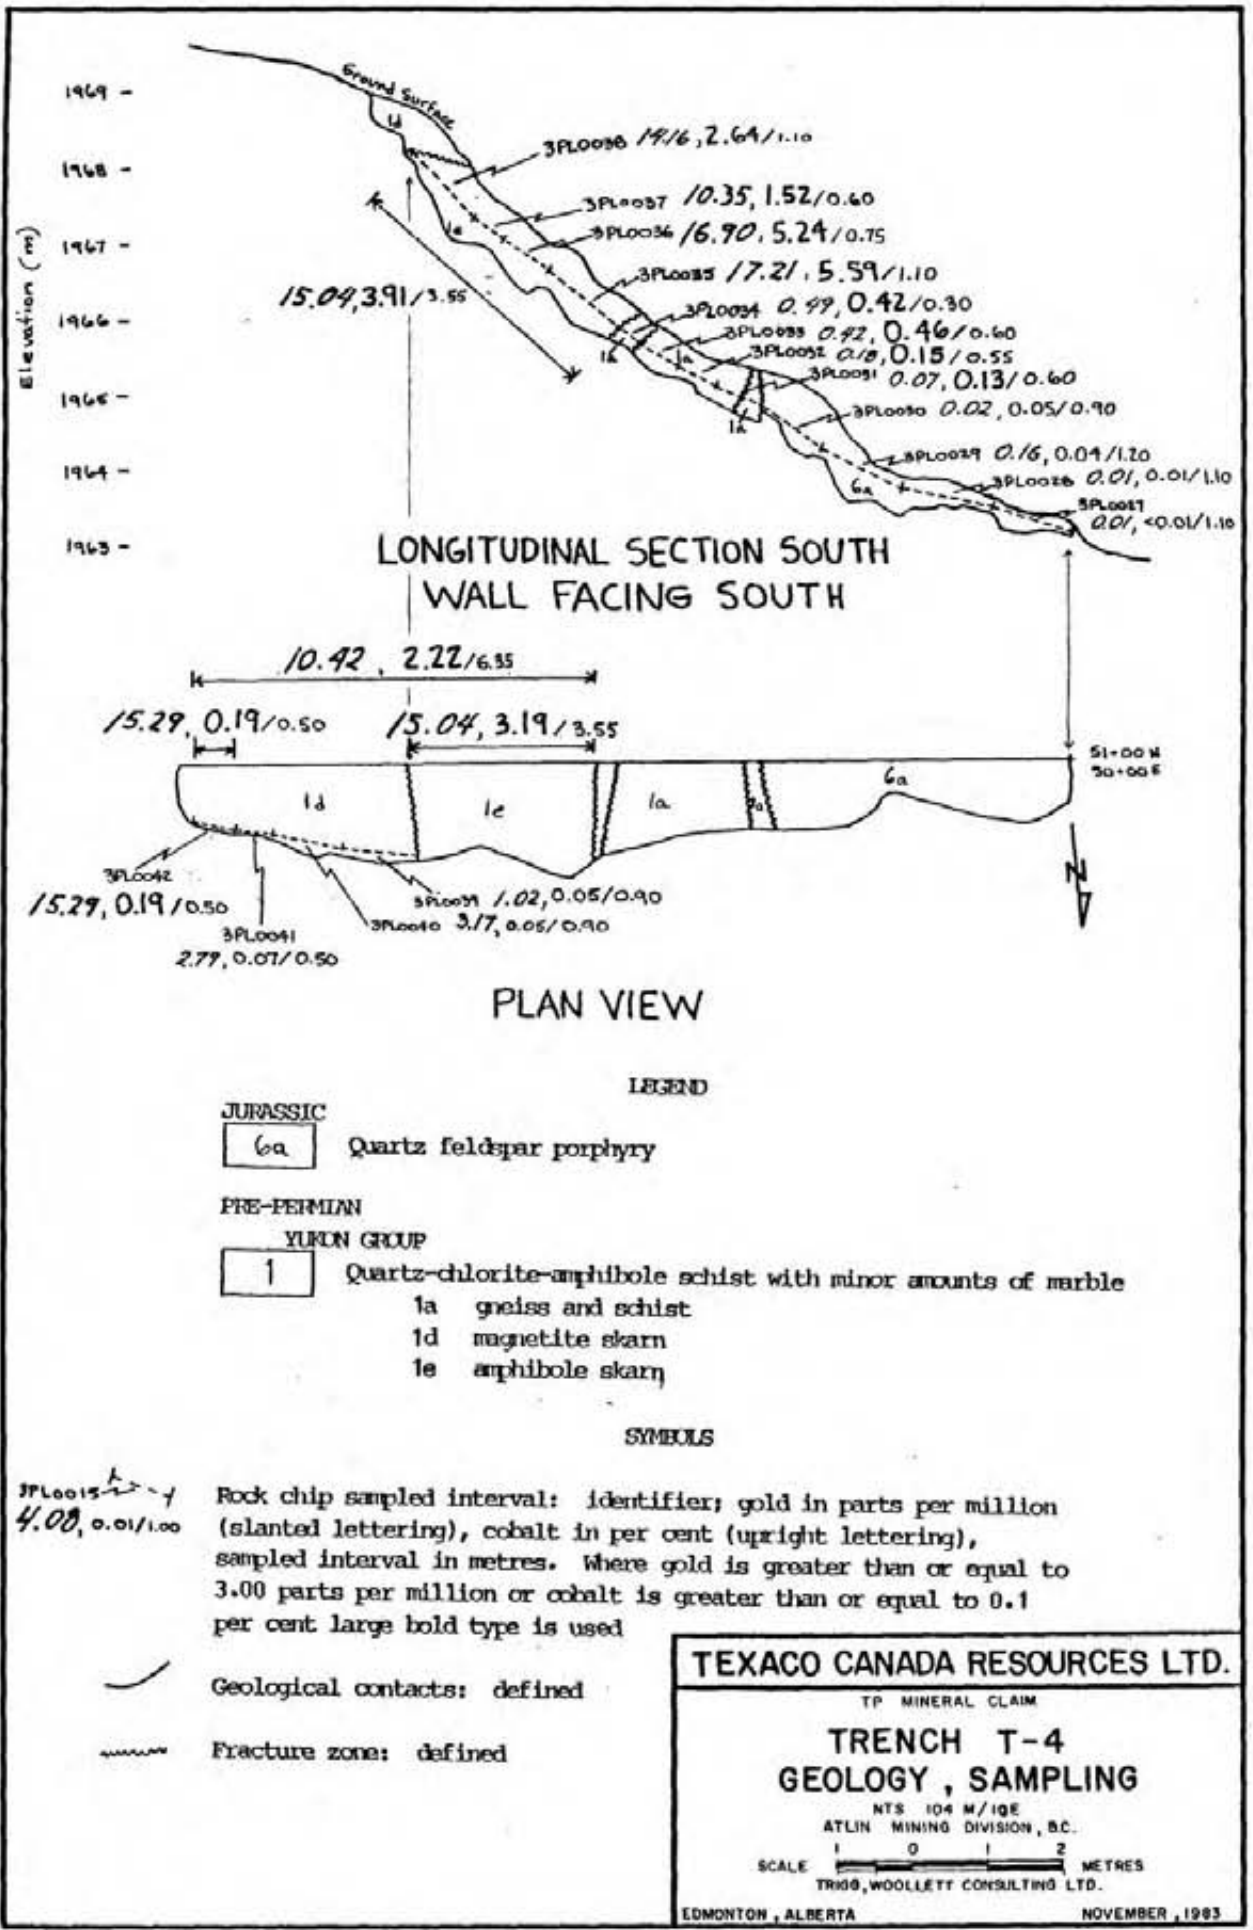 1969 -
1968 -
1967 -
1966 -
1965 -
1964 -
1963 -
Elevation (m)
Ground Surface
1d
3PL0038 14.16, 2.64/1.10
3PL0037 10.35, 1.52/0.60
1e
3PL0036 16.90, 5.24/0.75
3PL0035 17.21, 5.59/1.10
15.04, 3.91/3.55
3PL0034 0.49, 0.42/0.30
3PL0033 0.42, 0.46/0.60
1a
1a
3PL0032 0.18, 0.15/0.55
3PL0031 0.07, 0.13/0.60
3PL0030 0.02, 0.05/0.90
1a
3PL0029 0.16, 0.04/1.20
3PL0028 0.01, 0.01/1.10
6a
3PL0027
0.01, <0.01/1.10
LONGITUDINAL SECTION SOUTH
WALL FACING SOUTH
10.42, 2.22/6.35
15.29, 0.19/0.50
15.04, 3.19/3.55
51+00 N
50+00 E
1d
1e
1a
6a
N
3PL0042
15.29, 0.19/0.50
3PL0039 1.02, 0.05/0.90
3PL0040 3.17, 0.05/0.90
3PL0041
2.79, 0.07/0.50
PLAN VIEW
LEGEND
JURASSIC
6a Quartz feldspar porphyry
PRE-PERMIAN
YUKON GROUP
1 Quartz-chlorite-amphibole schist with minor amounts of marble
1a gneiss and schist
1d magnetite skarn
1e amphibole skarn
SYMBOLS
3PL0015
4.00, 0.01/1.00
Rock chip sampled interval: identifier; gold in parts per million
(slanted lettering), cobalt in per cent (upright lettering),
sampled interval in metres. Where gold is greater than or equal to
3.00 parts per million or cobalt is greater than or equal to 0.1
per cent large bold type is used
Geological contacts: defined
Fracture zone: defined
TEXACO CANADA RESOURCES LTD.
TP MINERAL CLAIM
TRENCH T-4
GEOLOGY, SAMPLING
NTS 104 M/10E
ATLIN MINING DIVISION, B.C.
1 0 1 2
SCALE METRES
TRIGG, WOOLLETT CONSULTING LTD.
EDMONTON, ALBERTA NOVEMBER, 1983